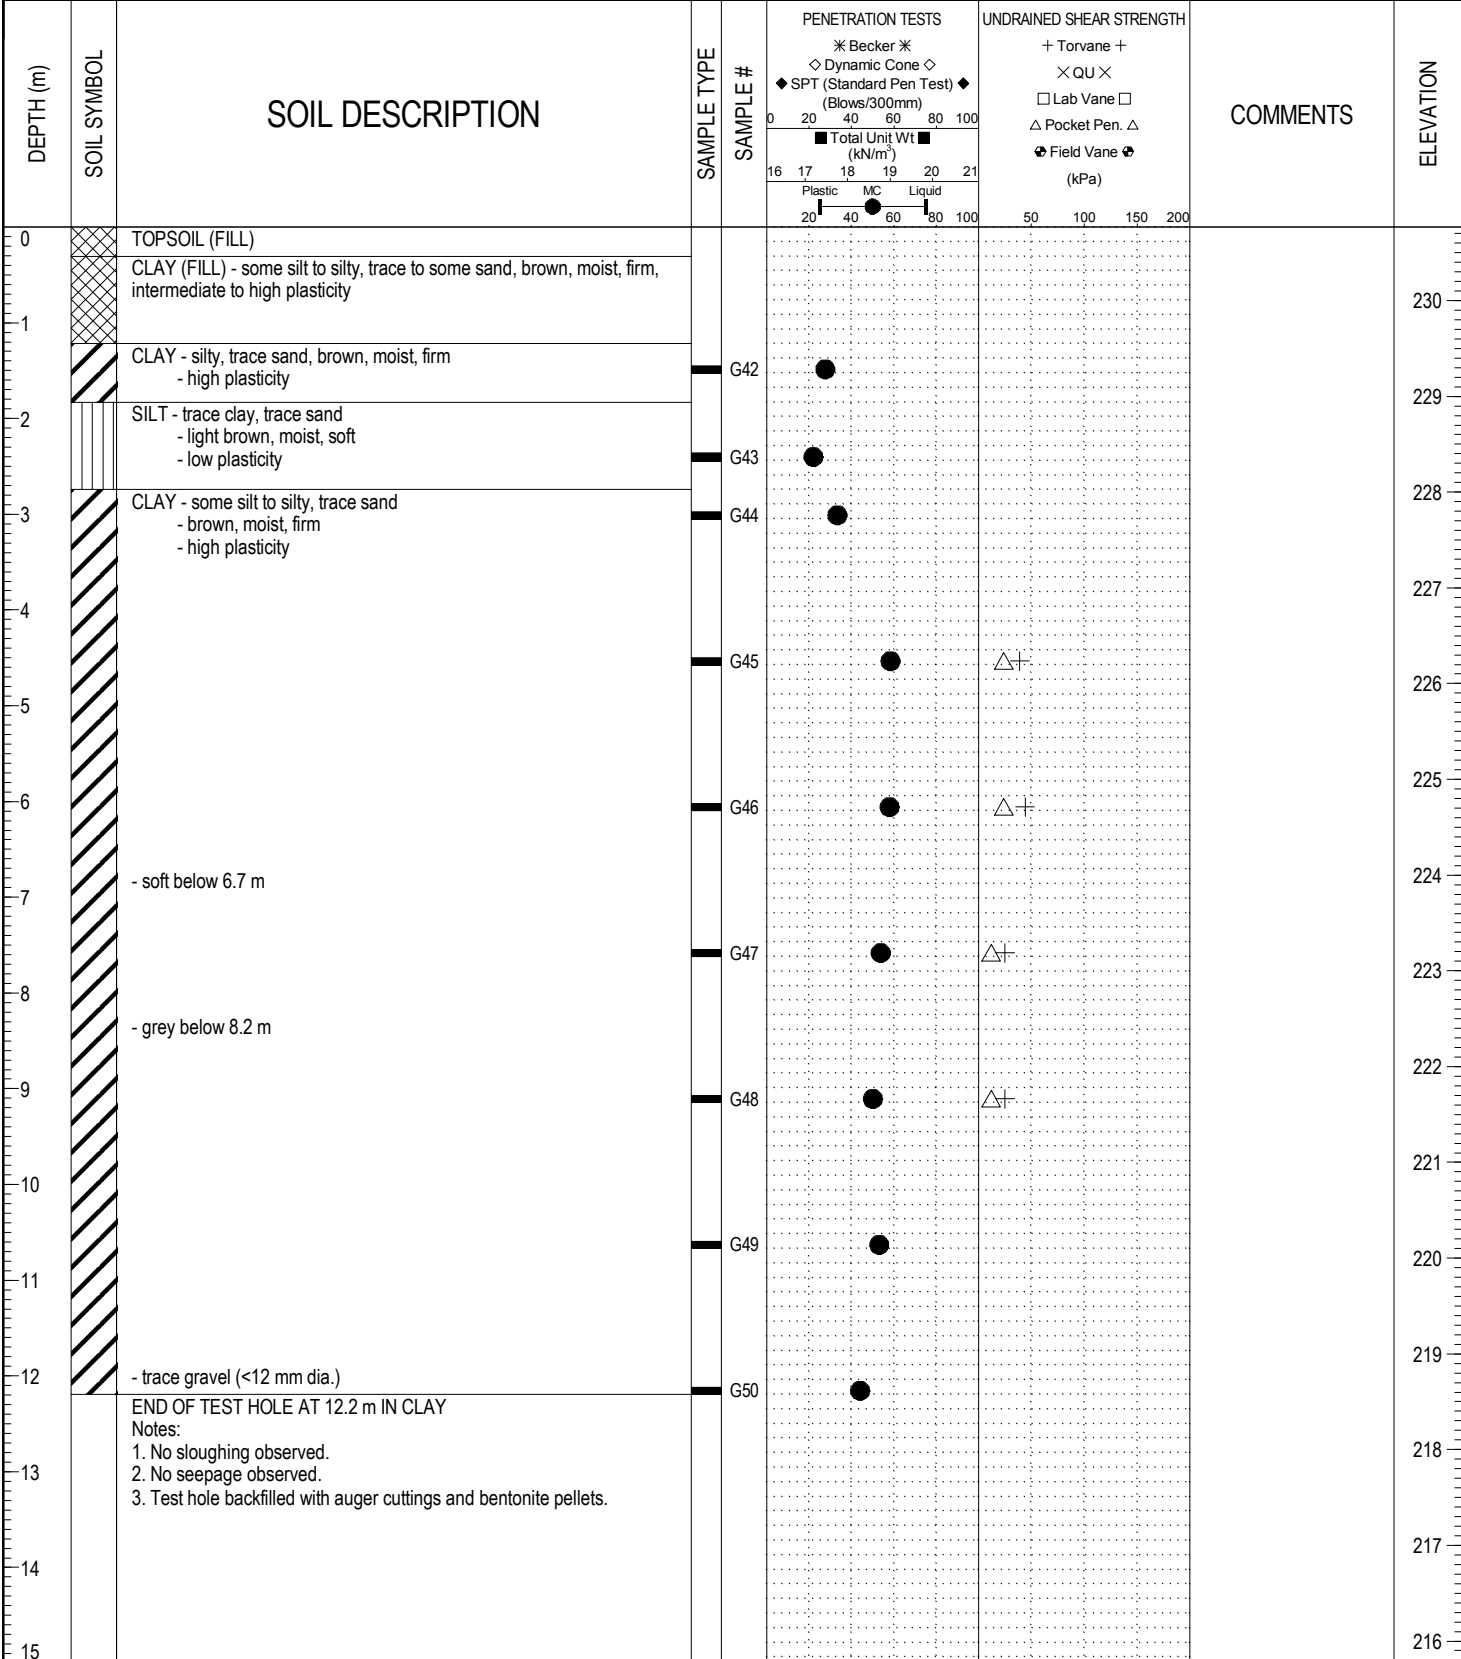 DEPTH (m)
SOIL SYMBOL
SOIL DESCRIPTION
SAMPLE TYPE
SAMPLE #
PENETRATION TESTS
✳ Becker ✳
◇ Dynamic Cone ◇
◆ SPT (Standard Pen Test) ◆
(Blows/300mm)
0 20 40 60 80 100
■ Total Unit Wt ■
(kN/m³)
16 17 18 19 20 21
Plastic MC Liquid
20 40 60 80 100
UNDRAINED SHEAR STRENGTH
+ Torvane +
× QU ×
□ Lab Vane □
△ Pocket Pen. △
Field Vane
(kPa)
50 100 150 200
COMMENTS
ELEVATION
0
TOPSOIL (FILL)
CLAY (FILL) - some silt to silty, trace to some sand, brown, moist, firm,
intermediate to high plasticity
230
1
CLAY - silty, trace sand, brown, moist, firm
- high plasticity
G42
229
2
SILT - trace clay, trace sand
- light brown, moist, soft
- low plasticity
G43
228
CLAY - some silt to silty, trace sand
3
- brown, moist, firm
- high plasticity
G44
227
4
G45
226
5
225
6
G46
- soft below 6.7 m
224
7
G47
223
8
- grey below 8.2 m
222
9
G48
221
10
G49
220
11
219
12
- trace gravel (<12 mm dia.)
G50
END OF TEST HOLE AT 12.2 m IN CLAY
Notes:
1. No sloughing observed.
218
13
2. No seepage observed.
3. Test hole backfilled with auger cuttings and bentonite pellets.
217
14
216
15